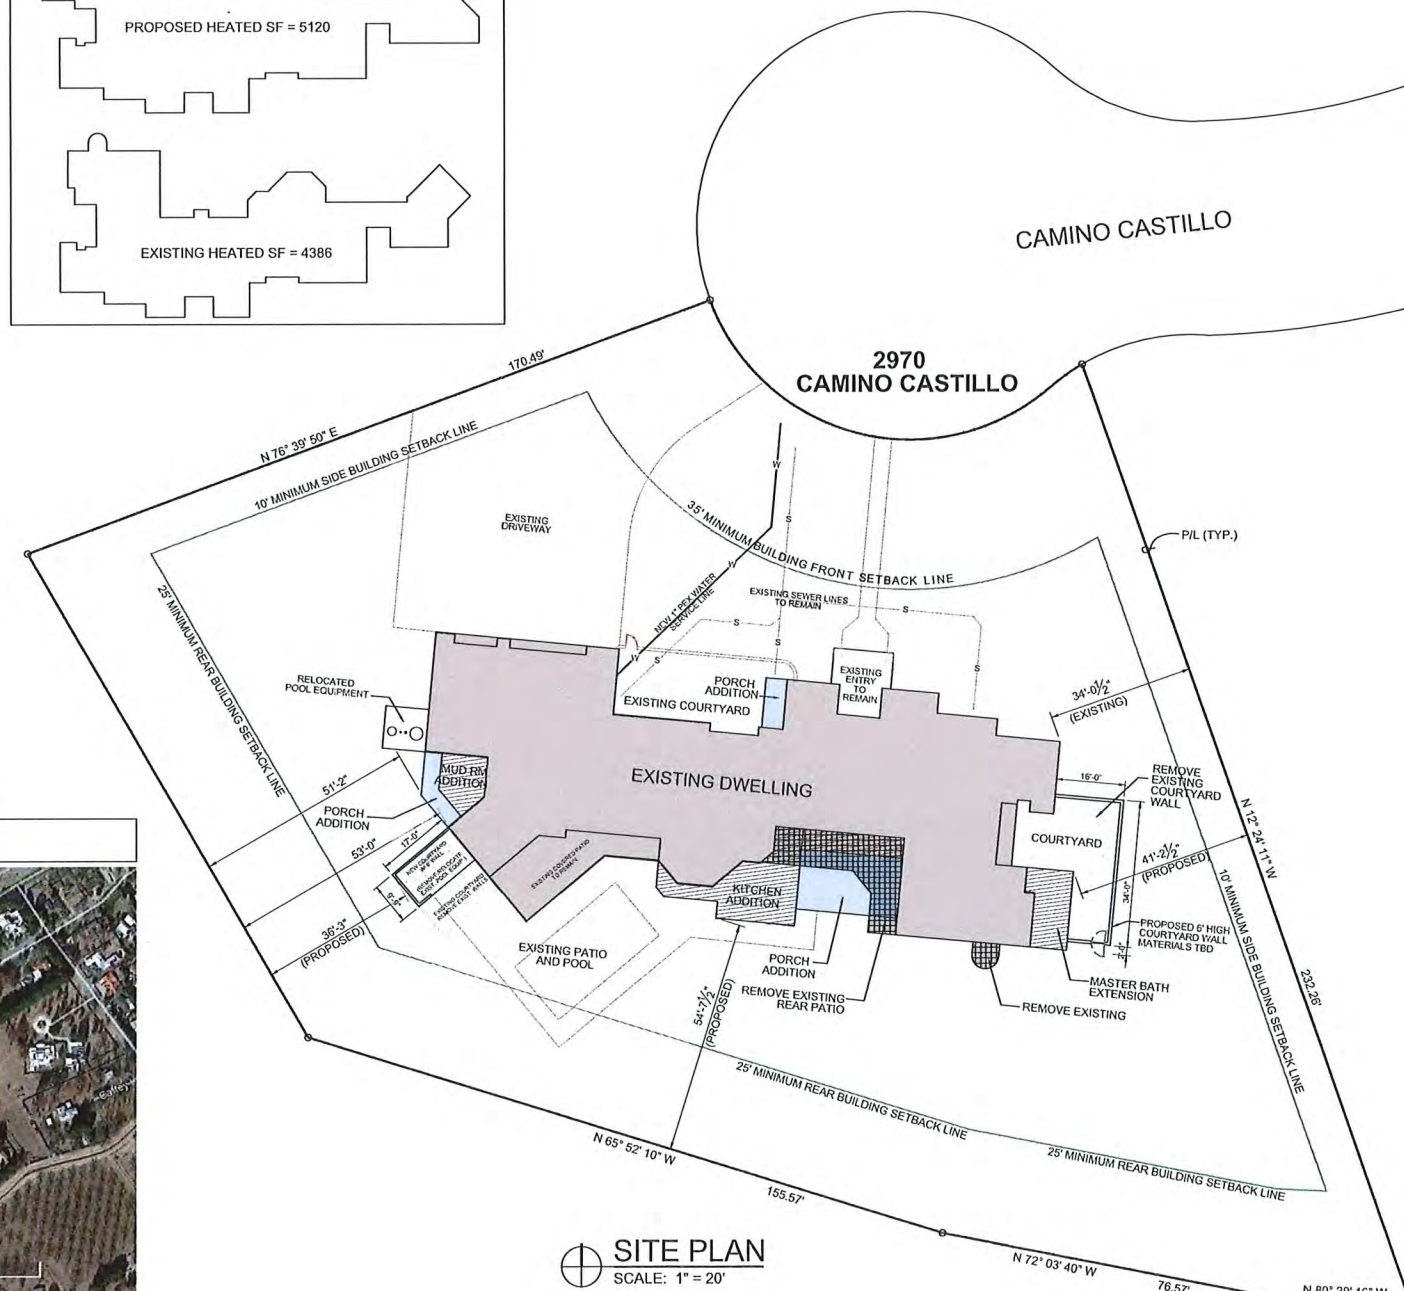 PROPOSED HEATED SF = 5120
EXISTING HEATED SF = 4386
CAMINO CASTILLO
2970
CAMINO CASTILLO
170.49'
N 76° 39' 50" E
10' MINIMUM SIDE BUILDING SETBACK LINE
EXISTING
DRIVEWAY
35' MINIMUM BUILDING FRONT SETBACK LINE
P/L (TYP.)
W
S
W
NEW 1" PEX WATER
SERVICE LINE
EXISTING SEWER LINES
TO REMAIN
S
S
S
S
S
W
25' MINIMUM REAR BUILDING SETBACK LINE
RELOCATED
POOL EQUIPMENT
EXISTING COURTYARD
PORCH
ADDITION
EXISTING
ENTRY
TO
REMAIN
34'-0½"
(EXISTING)
MUD RM
ADDITION
EXISTING DWELLING
16'-0"
REMOVE
EXISTING
COURTYARD
WALL
51'-2"
PORCH
ADDITION
53'-0"
17'-0"
NEW COURTYARD
EXISTING COURTYARD
REMOVE EXIST. WALLS
36'-3"
(PROPOSED)
EXISTING COVERED PATIO
TO REMAIN
COURTYARD
41'-2½"
(PROPOSED)
34'-0"
N 12° 24' 11" W
10' MINIMUM SIDE BUILDING SETBACK LINE
232.26'
KITCHEN
ADDITION
EXISTING PATIO
AND POOL
PORCH
ADDITION
REMOVE EXISTING
REAR PATIO
PROPOSED 6' HIGH
COURTYARD WALL
MATERIALS TBD
MASTER BATH
EXTENSION
REMOVE EXISTING
54'-7½"
(PROPOSED)
25' MINIMUM REAR BUILDING SETBACK LINE
25' MINIMUM REAR BUILDING SETBACK LINE
N 65° 52' 10" W
155.57'
N 72° 03' 40" W
76.57'
SITE PLAN
SCALE: 1" = 20'